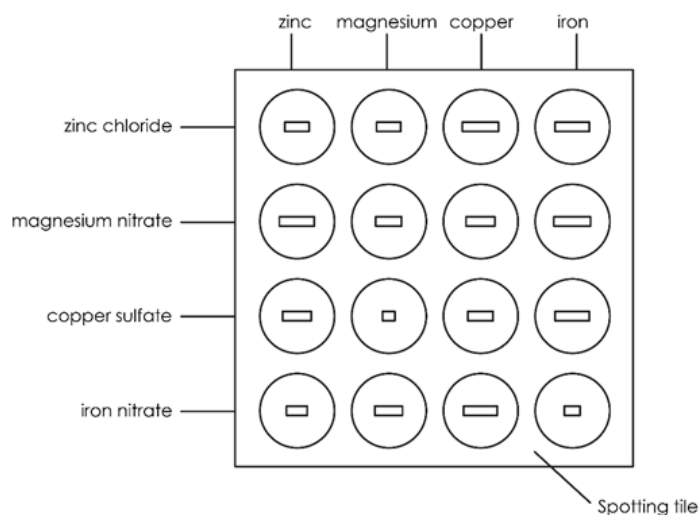 zinc magnesium copper iron
zinc chloride
magnesium nitrate
copper sulfate
iron nitrate
Spotting tile